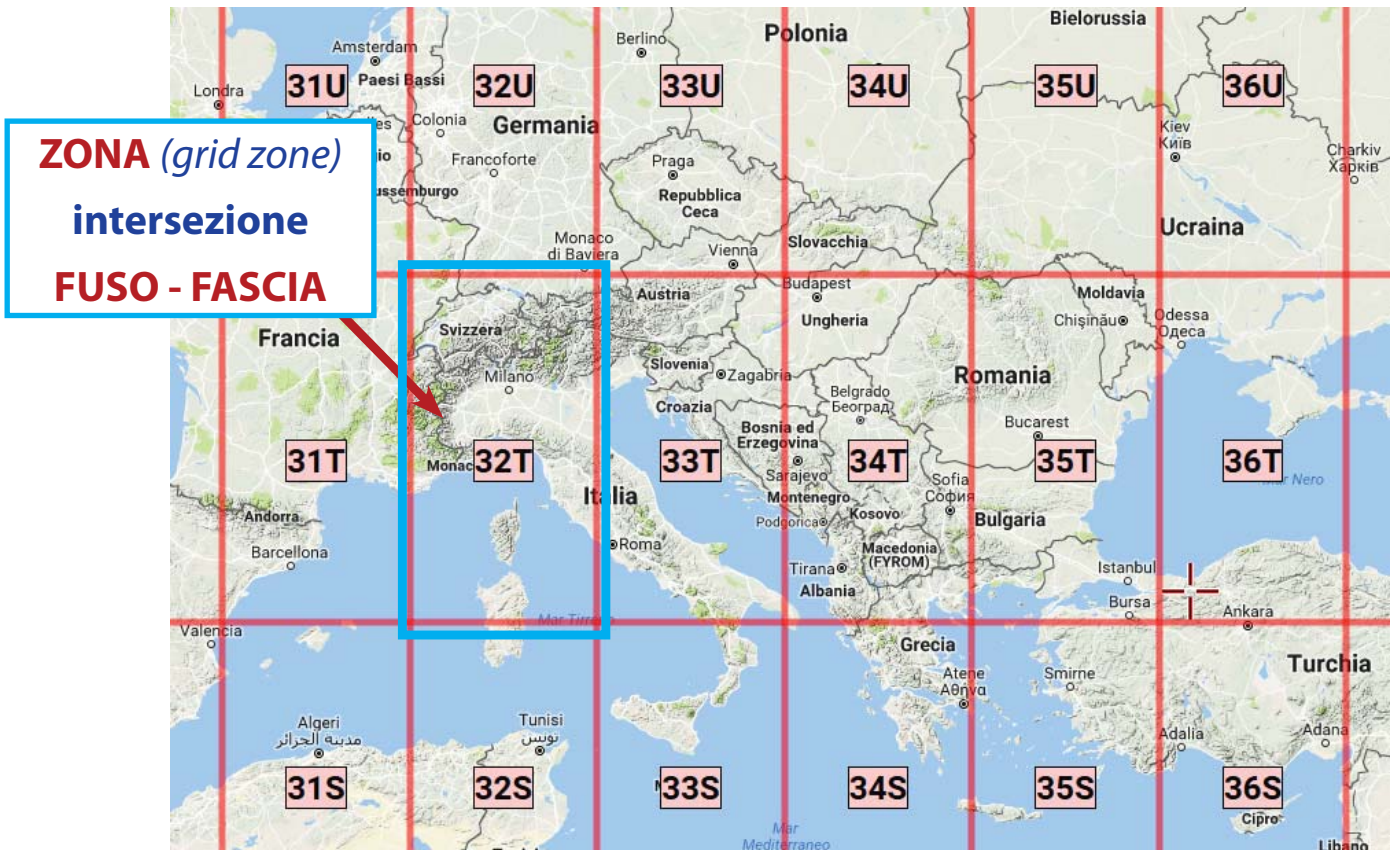 ZONA (grid zone)
intersezione
FUSO - FASCIA
Bielorussia
Polonia
Berlino
Amsterdam
Paesi Bassi
Londra
31U
32U
33U
34U
35U
36U
Colonia
Germania
Kiev
Київ
Charkiv
Харків
Francoforte
Praga
Repubblica
Ceca
Ucraina
Monaco
di Baviera
Vienna
Slovacchia
Budapest
Austria
Ungheria
Moldavia
Chişinău
Odessa
Одеса
Francia
Svizzera
Milano
Slovenia
Zagabria
Romania
Croazia
Belgrado
Београд
Bucarest
Bosnia ed
Erzegovina
31T
32T
33T
34T
35T
36T
Sarajevo
Sofia
София
Italia
Montenegro
Podgorica
Kosovo
Bulgaria
Andorra
Barcellona
Roma
Macedonia
(FYROM)
Tirana
Albania
Istanbul
Bursa
Ankara
Valencia
Grecia
Turchia
Atene
Αθήνα
Smirne
Algeri
مدينة الجزائر
Tunisi
تونس
Adalia
Adana
31S
32S
33S
34S
35S
36S
Cipro
Mar
Mediterraneo
Libano